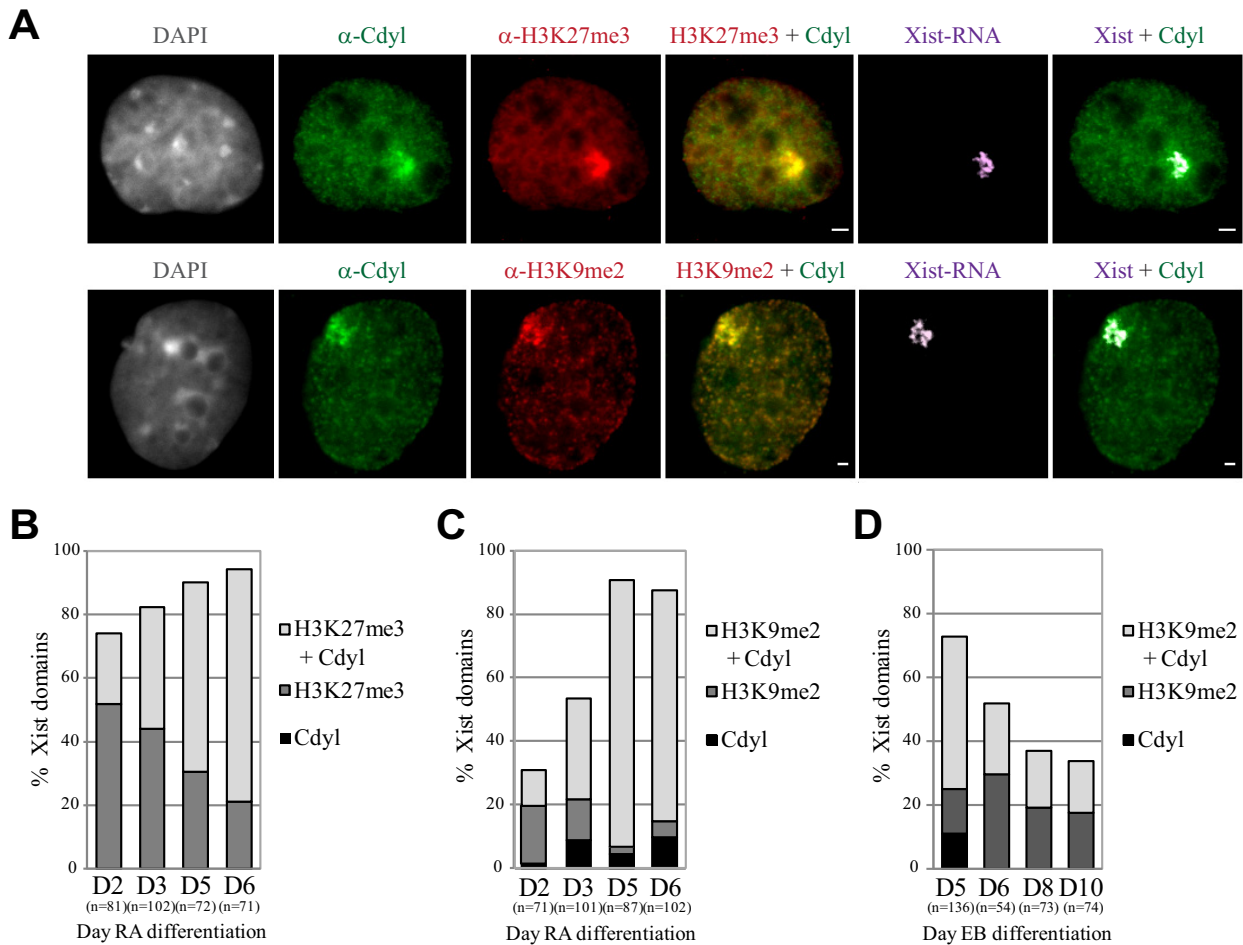 A
DAPI α-Cdyl α-H3K27me3 H3K27me3 + Cdyl Xist-RNA Xist + Cdyl
DAPI α-Cdyl α-H3K9me2 H3K9me2 + Cdyl Xist-RNA Xist + Cdyl
B
% Xist domains
100
80
60
40
20
0
D2 D3 D5 D6
(n=81) (n=102) (n=72) (n=71)
Day RA differentiation
H3K27me3
+ Cdyl
H3K27me3
Cdyl
C
% Xist domains
100
80
60
40
20
0
D2 D3 D5 D6
(n=71) (n=101) (n=87) (n=102)
Day RA differentiation
H3K9me2
+ Cdyl
H3K9me2
Cdyl
D
% Xist domains
100
80
60
40
20
0
D5 D6 D8 D10
(n=136) (n=54) (n=73) (n=74)
Day EB differentiation
H3K9me2
+ Cdyl
H3K9me2
Cdyl